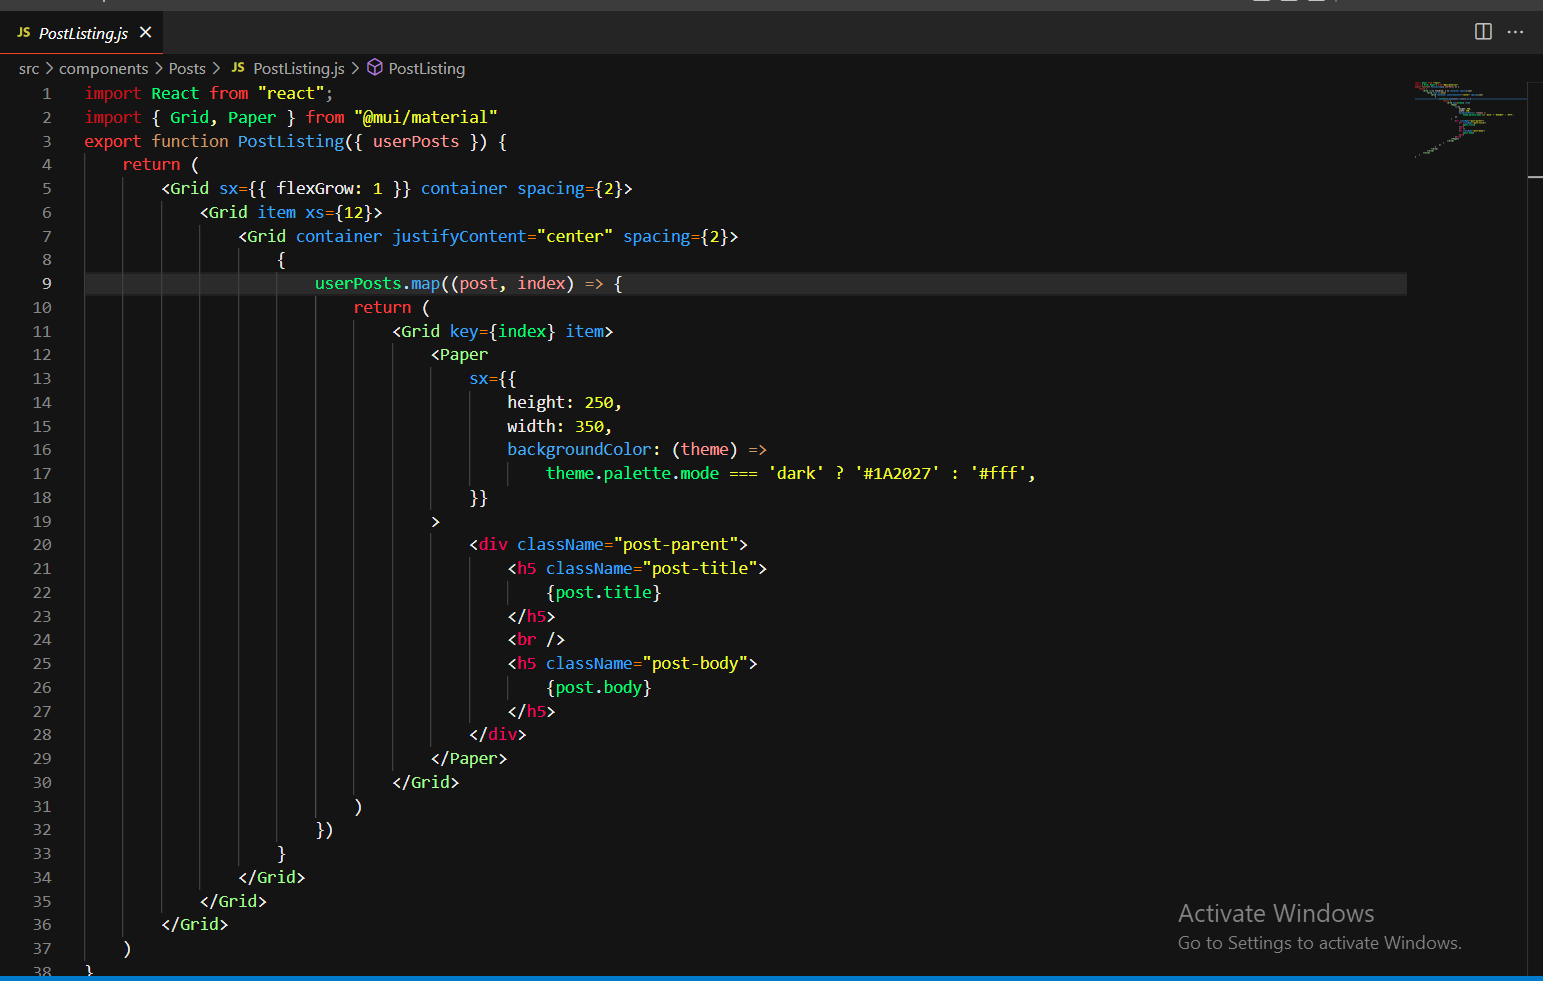 JS PostListing.js ×
src > components > Posts > JS PostListing.js > PostListing
1 import React from "react";
2 import { Grid, Paper } from "@mui/material"
3 export function PostListing({ userPosts }) {
4 return (
5 <Grid sx={{ flexGrow: 1 }} container spacing={2}>
6 <Grid item xs={12}>
7 <Grid container justifyContent="center" spacing={2}>
8 {
9 userPosts.map((post, index) => {
10 return (
11 <Grid key={index} item>
12 <Paper
13 sx={{
14 height: 250,
15 width: 350,
16 backgroundColor: (theme) =>
17 theme.palette.mode === 'dark' ? '#1A2027' : '#fff',
18 }}
19 >
20 <div className="post-parent">
21 <h5 className="post-title">
22 {post.title}
23 </h5>
24 <br />
25 <h5 className="post-body">
26 {post.body}
27 </h5>
28 </div>
29 </Paper>
30 </Grid>
31 )
32 })
33 }
34 </Grid>
35 </Grid>
36 </Grid>
37 )
38 }
Activate Windows
Go to Settings to activate Windows.